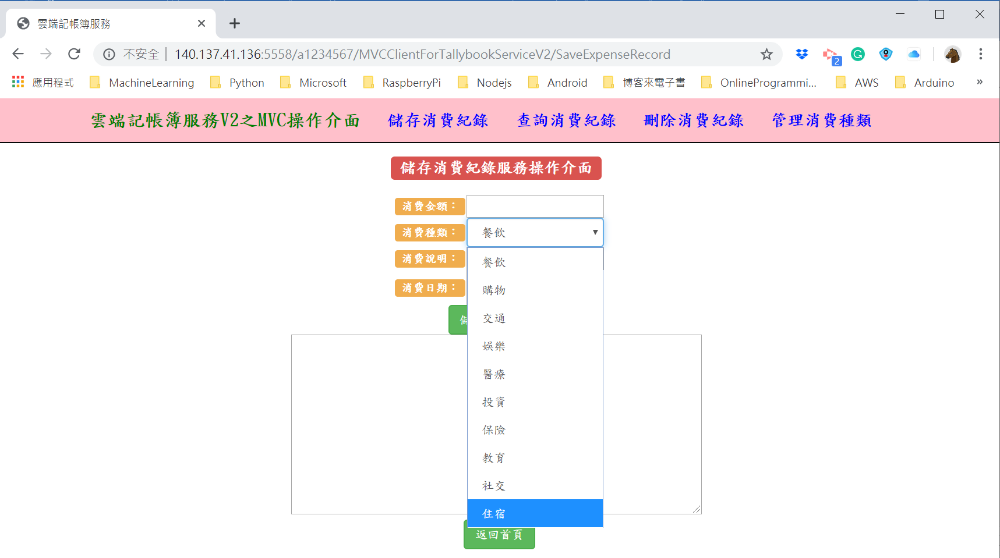 雲端記帳簿服務
不安全 140.137.41.136:5558/a1234567/MVCClientForTallybookServiceV2/SaveExpenseRecord
2
應用程式 MachineLearning Python Microsoft RaspberryPi Nodejs Android 博客來電子書 OnlineProgrammi... AWS Arduino »
雲端記帳簿服務V2之MVC操作介面 儲存消費紀錄 查詢消費紀錄 刪除消費紀錄 管理消費種類
儲存消費紀錄服務操作介面
消費金額：
消費種類： 餐飲
消費說明：
消費日期：
餐飲
購物
交通
娛樂
醫療
投資
保險
教育
社交
住宿
返回首頁